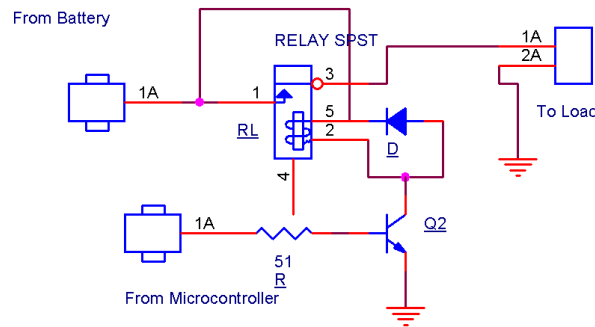 From Battery
RELAY SPST
1A
1
3
1A
2A
To Load
RL
5
2
D
4
1A
Q2
51
R
From Microcontroller